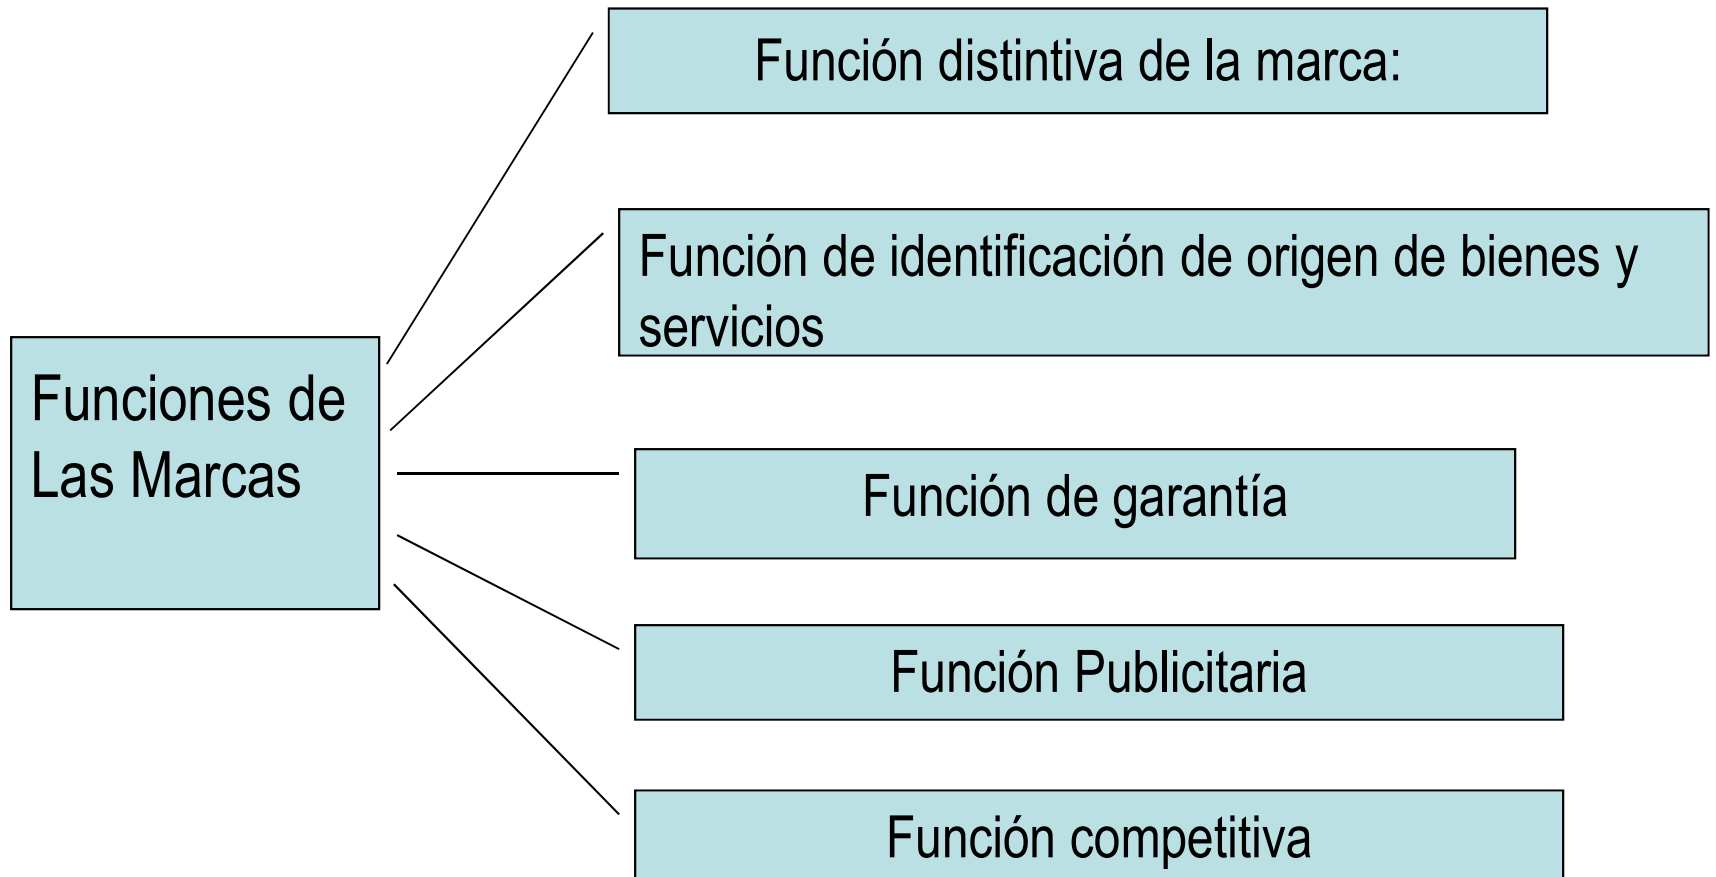 Función distintiva de la marca:
Función de identificación de origen de bienes y
servicios
Funciones de
Las Marcas
Función de garantía
Función Publicitaria
Función competitiva